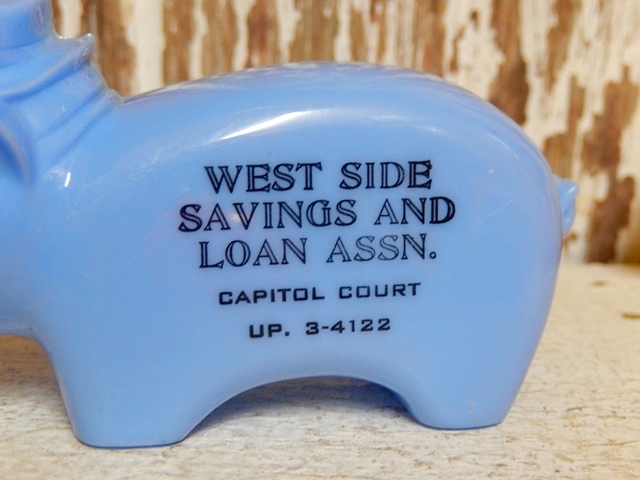 WEST SIDE
SAVINGS AND
LOAN ASSN.
CAPITOL COURT
UP. 3-4122